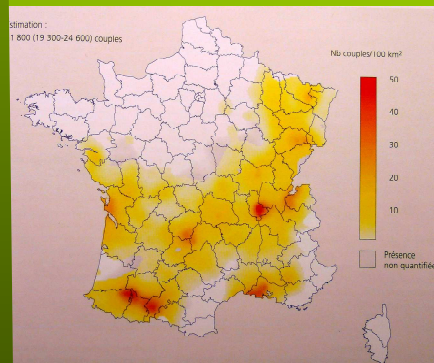 stimation :
1 800 (19 300-24 600) couples
Nb couples/100 km²
50
40
30
20
10
Présence
non quantifiée